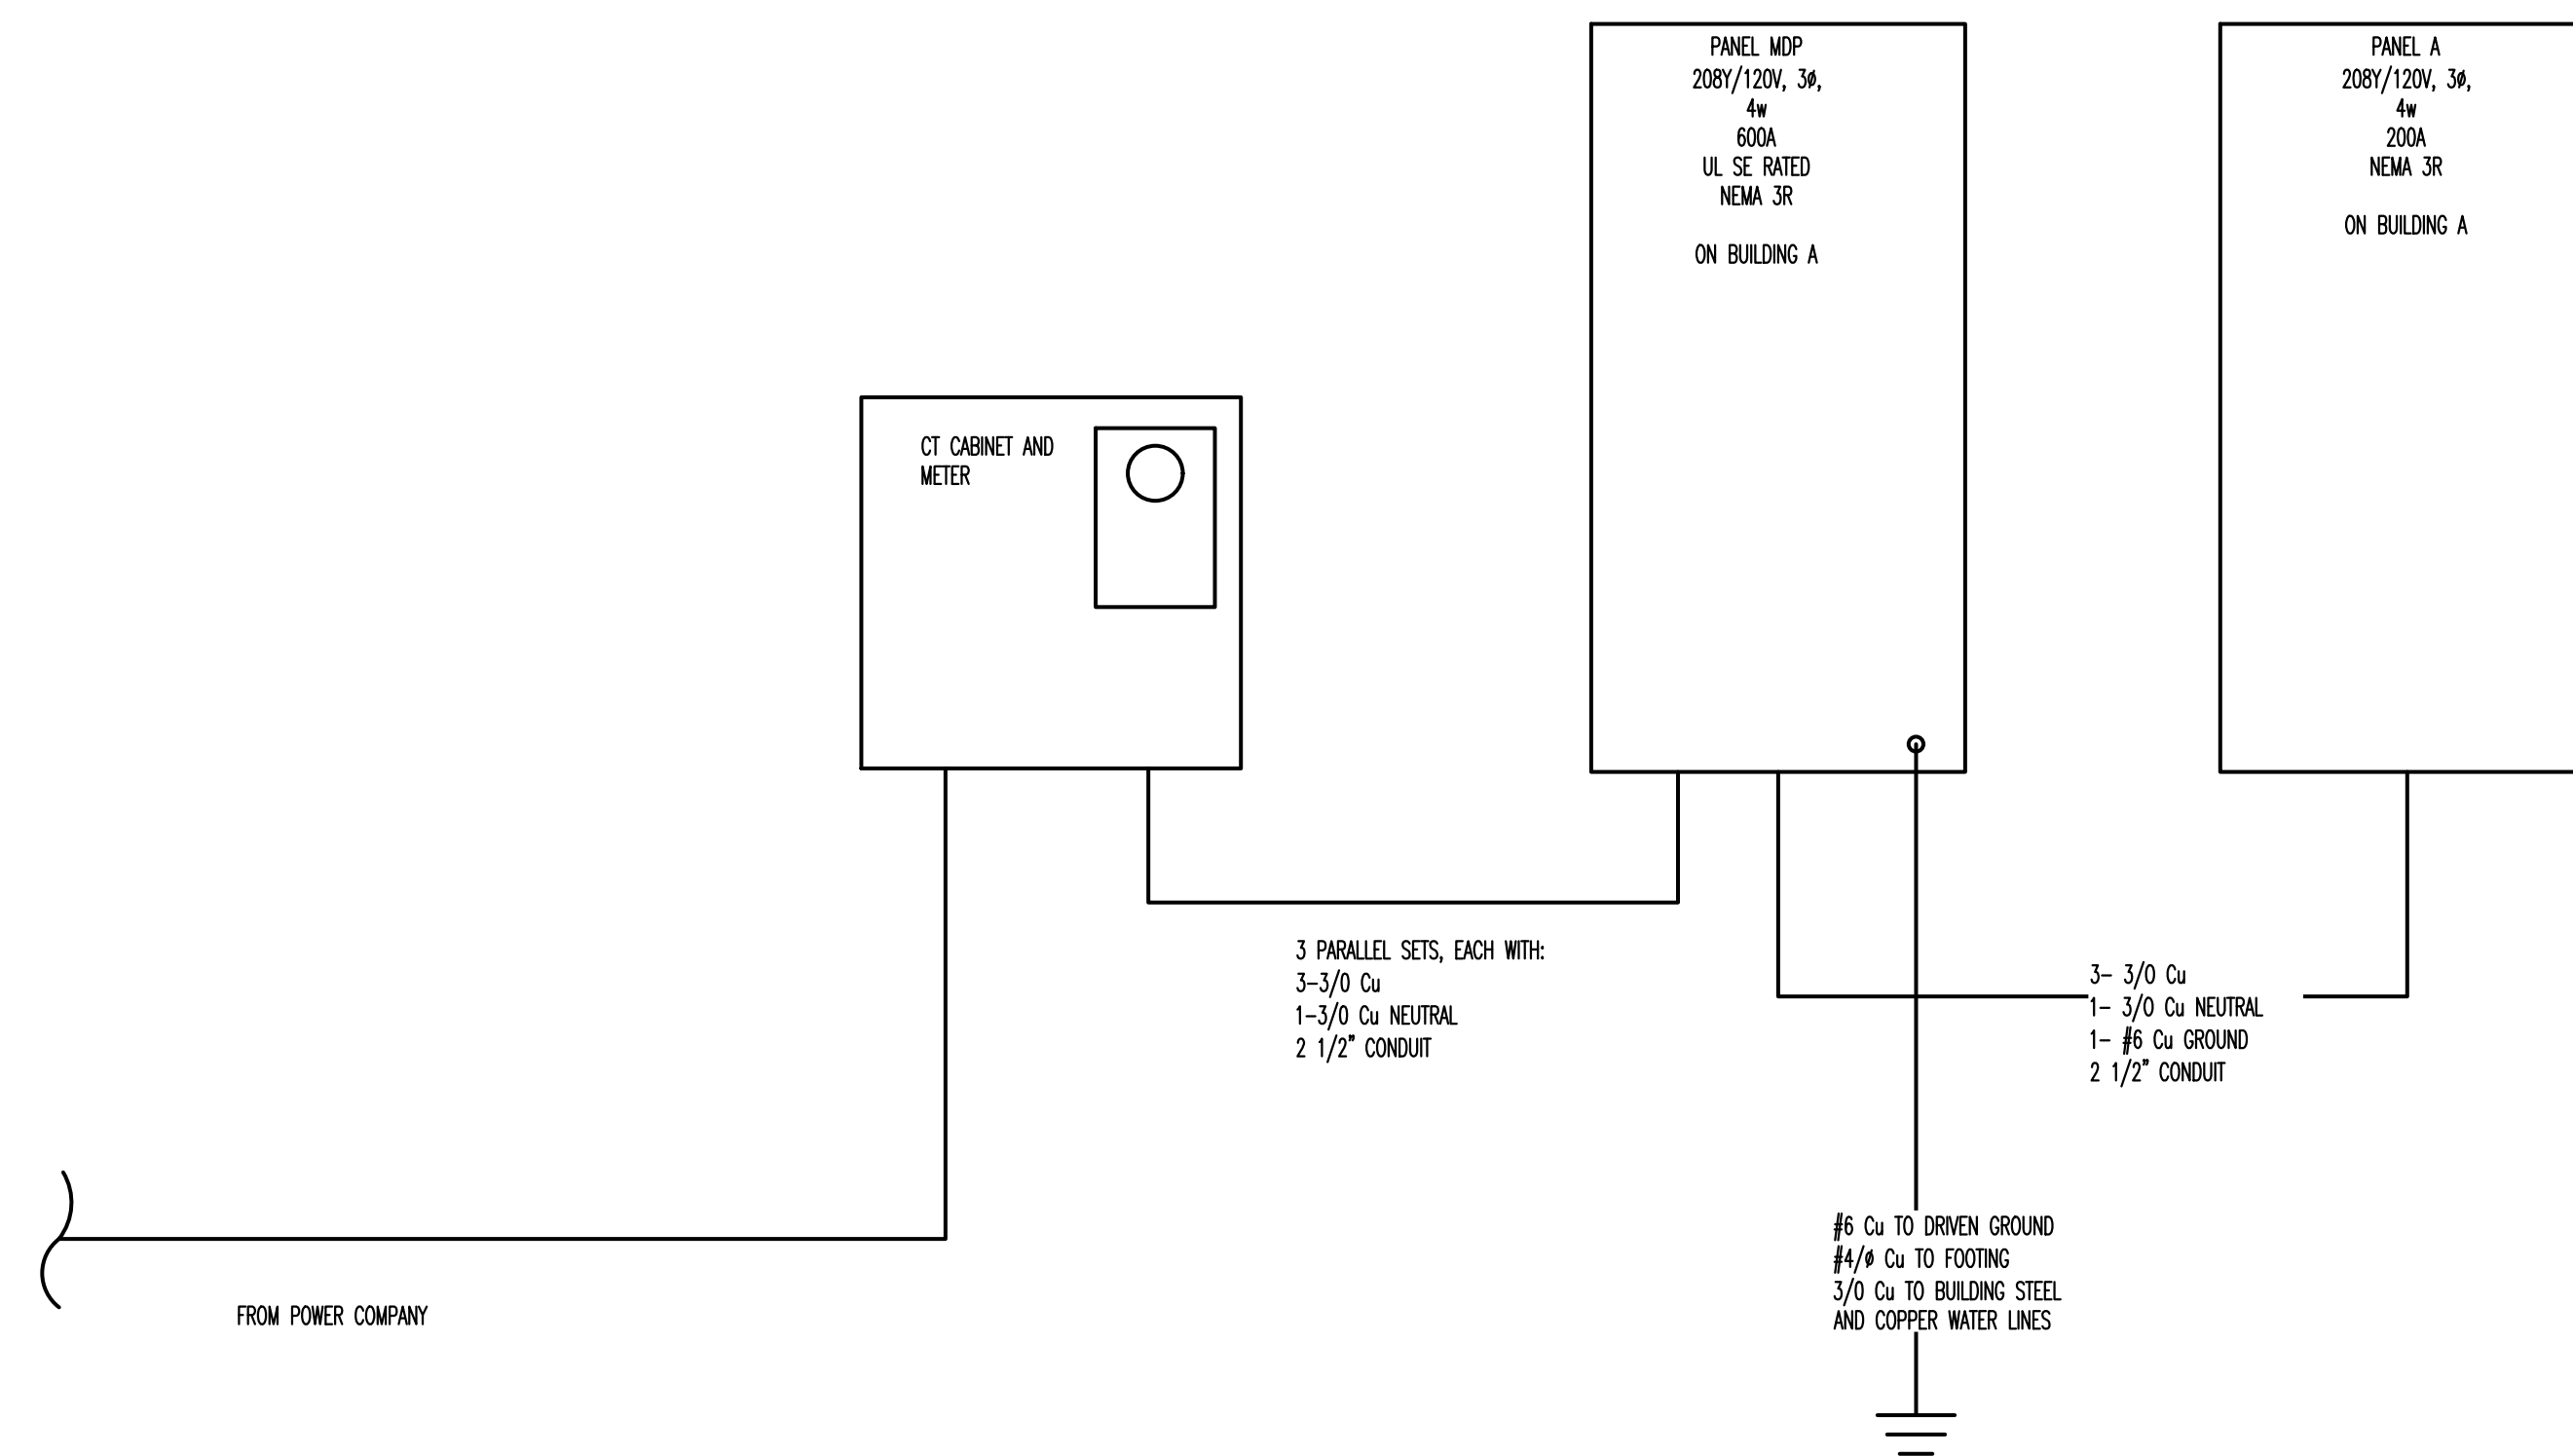 PANEL MDP
208Y/120V, 3ø,
4w
600A
UL SE RATED
NEMA 3R
ON BUILDING A
PANEL A
208Y/120V, 3ø,
4w
200A
NEMA 3R
ON BUILDING A
CT CABINET AND
METER
3 PARALLEL SETS, EACH WITH:
3-3/0 Cu
1-3/0 Cu NEUTRAL
2 1/2" CONDUIT
3- 3/0 Cu
1- 3/0 Cu NEUTRAL
1- #6 Cu GROUND
2 1/2" CONDUIT
#6 Cu TO DRIVEN GROUND
#4/ø Cu TO FOOTING
3/0 Cu TO BUILDING STEEL
AND COPPER WATER LINES
FROM POWER COMPANY